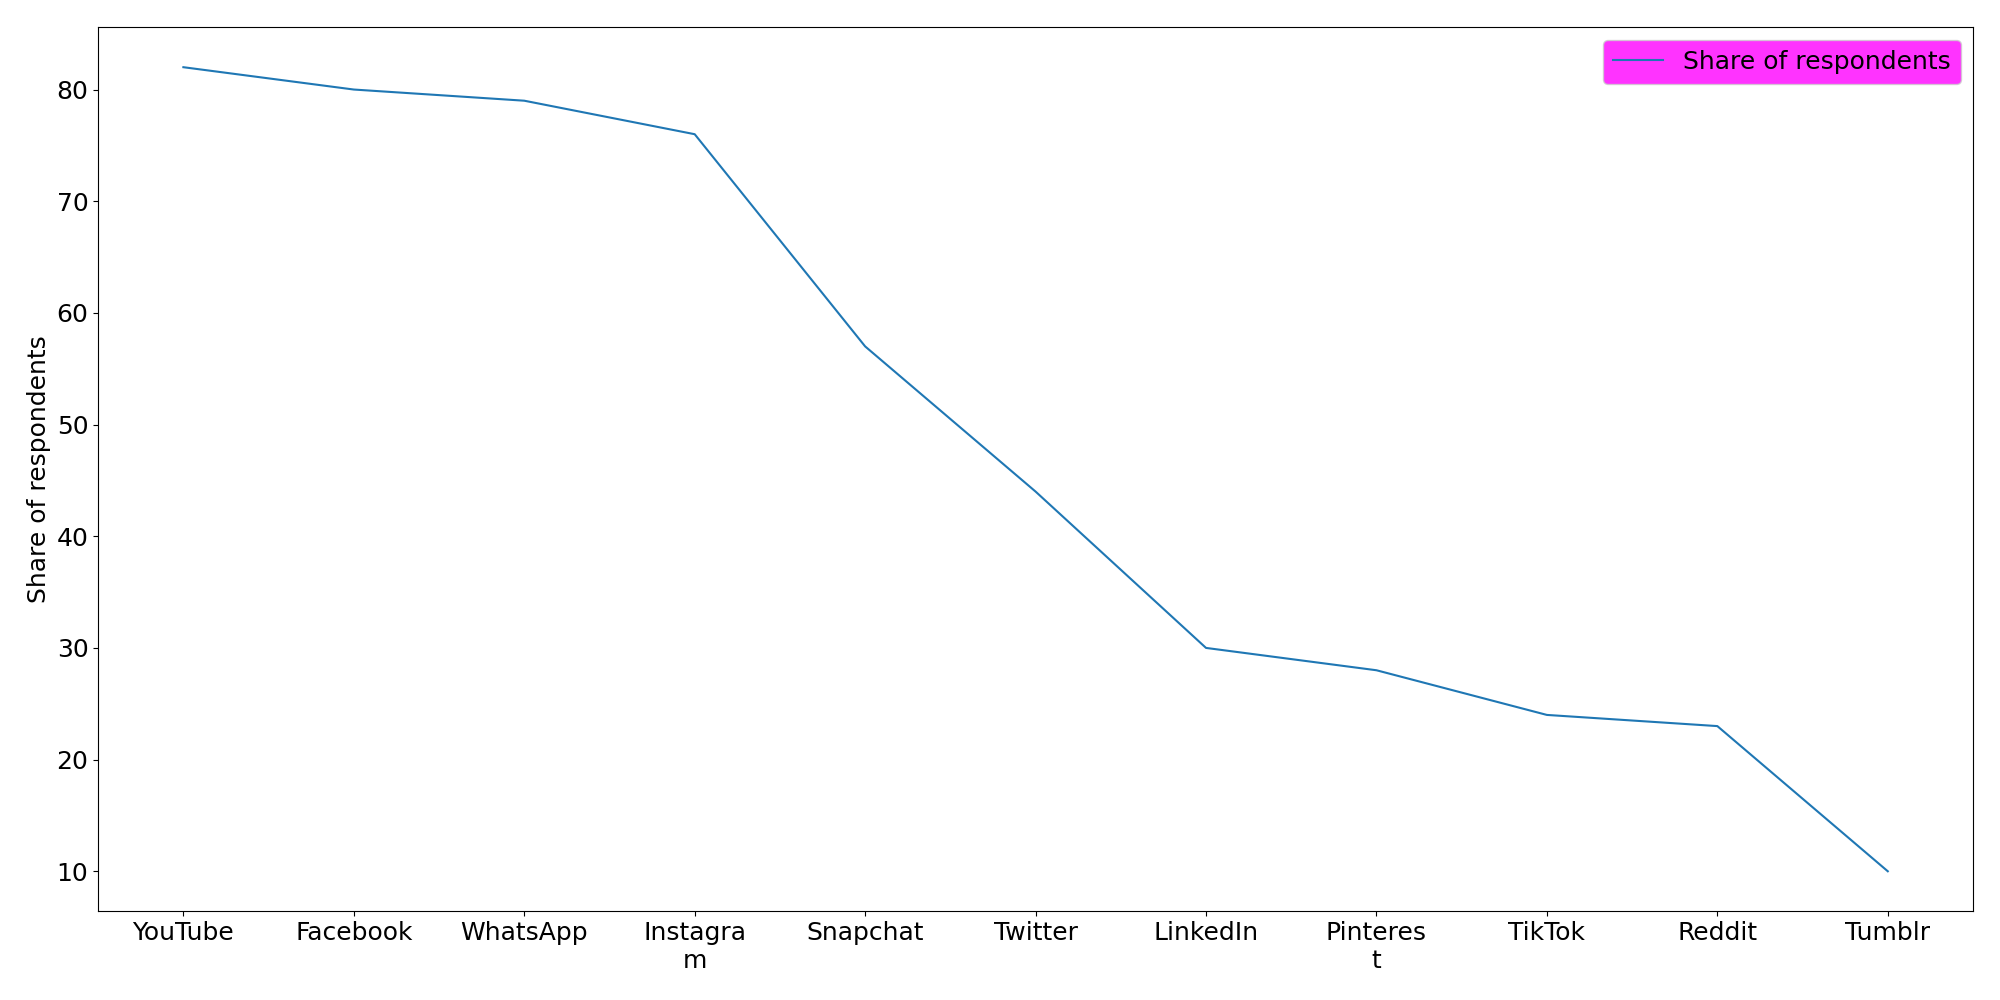 Share of respondents
Share of respondents
80
70
60
50
40
30
20
10
YouTube Facebook WhatsApp Instagra Snapchat Twitter LinkedIn Pinteres TikTok Reddit Tumblr
m t